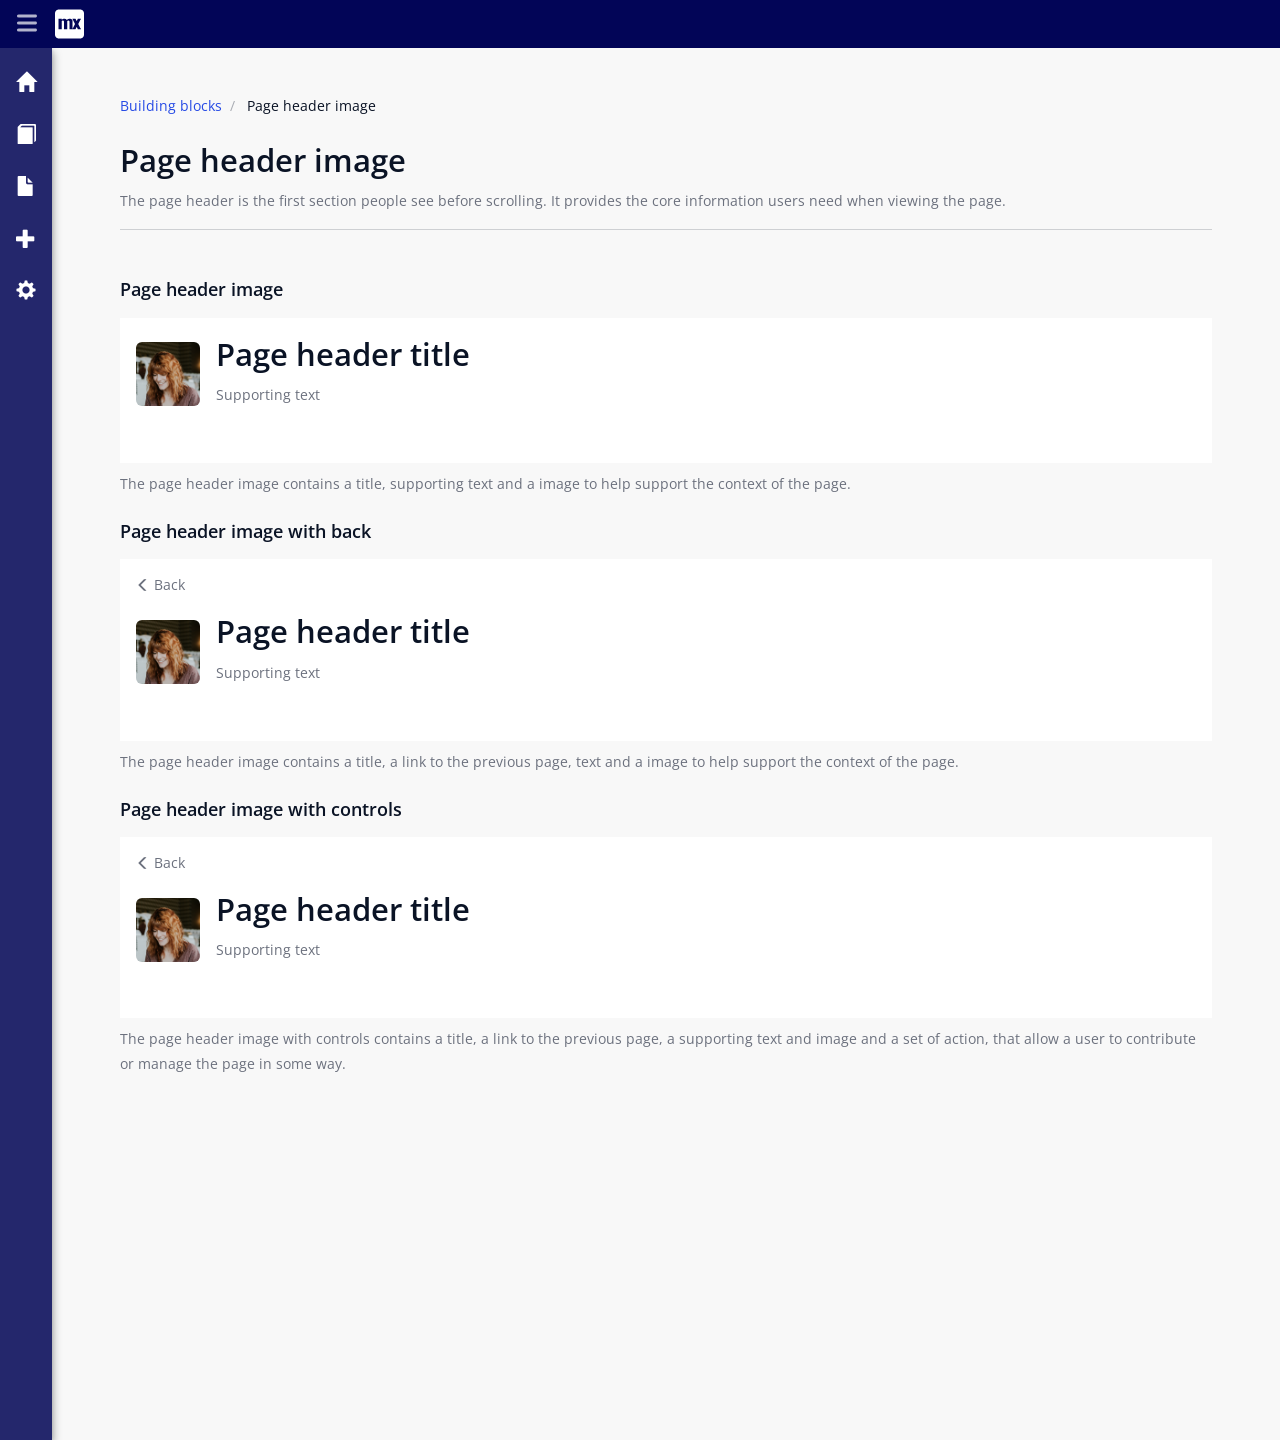 mx
Building blocks / Page header image
Page header image
The page header is the first section people see before scrolling. It provides the core information users need when viewing the page.
Page header image
Page header title
Supporting text
The page header image contains a title, supporting text and a image to help support the context of the page.
Page header image with back
Back
Page header title
Supporting text
The page header image contains a title, a link to the previous page, text and a image to help support the context of the page.
Page header image with controls
Back
Page header title
Supporting text
The page header image with controls contains a title, a link to the previous page, a supporting text and image and a set of action, that allow a user to contribute
or manage the page in some way.